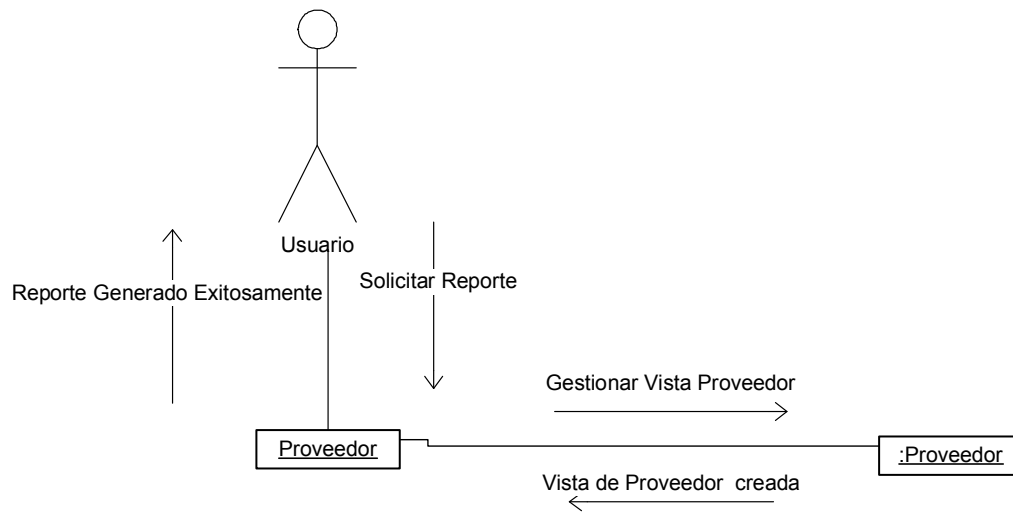 Usuario
Reporte Generado Exitosamente
Solicitar Reporte
Gestionar Vista Proveedor
Proveedor
:Proveedor
Vista de Proveedor creada